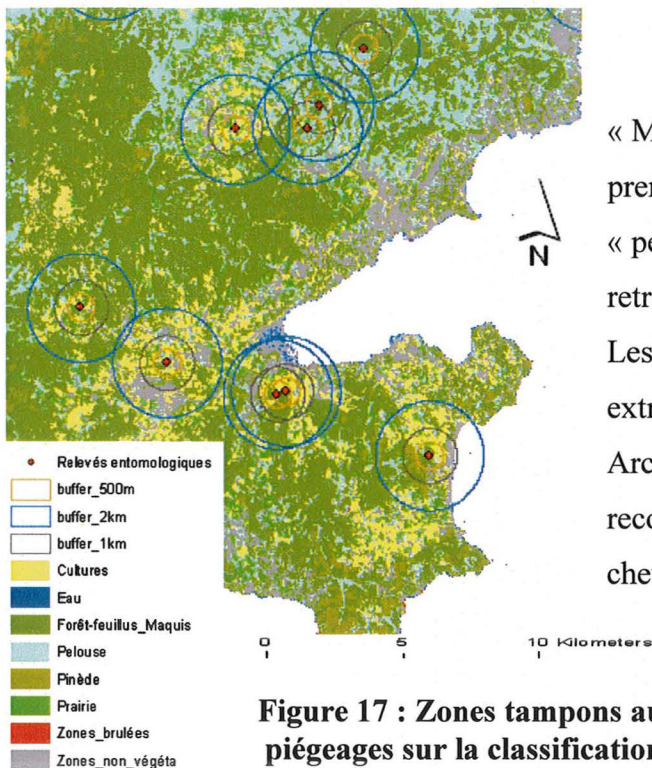 « M
pren
« pe
retr
Les
extr
Arc
reco
che
N
Relevés entomologiques
buffer_500m
buffer_2km
buffer_1km
Cultures
Eau
Forêt-feuillus_Maquis
Pelouse
Pinède
Prairie
Zones_brulées
Zones_non_végéta
0 5 10 Kilometers
Figure 17 : Zones tampons au
piégeages sur la classification